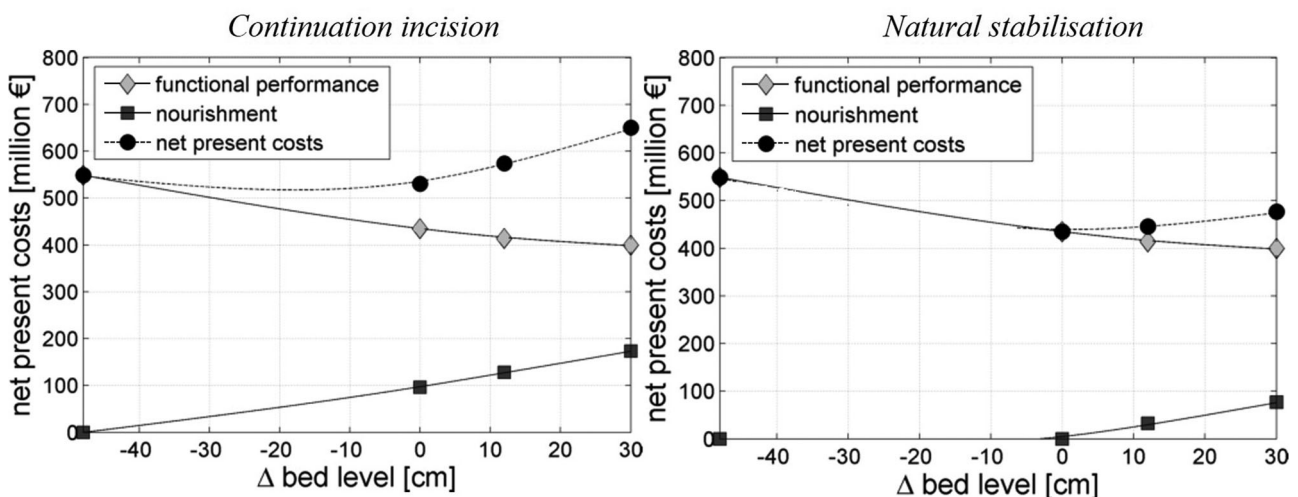 Continuation incision
net present costs [million €]
800
700
600
500
400
300
200
100
0
functional performance
nourishment
net present costs
-40 -30 -20 -10 0 10 20 30
Δ bed level [cm]
Natural stabilisation
net present costs [million €]
800
700
600
500
400
300
200
100
0
functional performance
nourishment
net present costs
-40 -30 -20 -10 0 10 20 30
Δ bed level [cm]